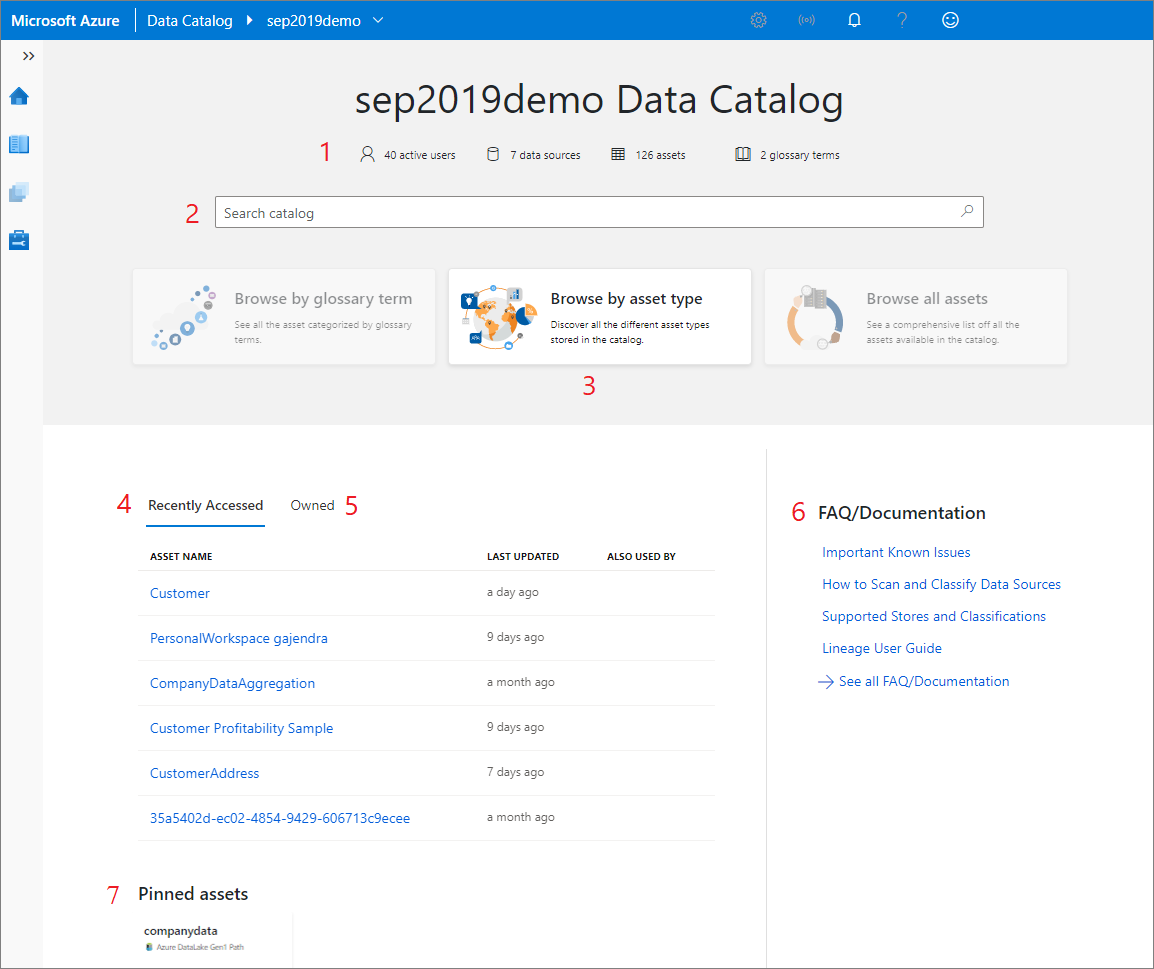 Microsoft Azure Data Catalog sep2019demo
sep2019demo Data Catalog
1 40 active users 7 data sources 126 assets 2 glossary terms
2 Search catalog
Browse by glossary term
See all the asset categorized by glossary
terms.
Browse by asset type
Discover all the different asset types
stored in the catalog.
Browse all assets
See a comprehensive list off all the
assets available in the catalog.
3
4 Recently Accessed Owned 5
ASSET NAME LAST UPDATED ALSO USED BY
Customer a day ago
PersonalWorkspace gajendra 9 days ago
CompanyDataAggregation a month ago
Customer Profitability Sample 9 days ago
CustomerAddress 7 days ago
35a5402d-ec02-4854-9429-606713c9ecee a month ago
6 FAQ/Documentation
Important Known Issues
How to Scan and Classify Data Sources
Supported Stores and Classifications
Lineage User Guide
See all FAQ/Documentation
7 Pinned assets
companydata
Azure DataLake Gen1 Path